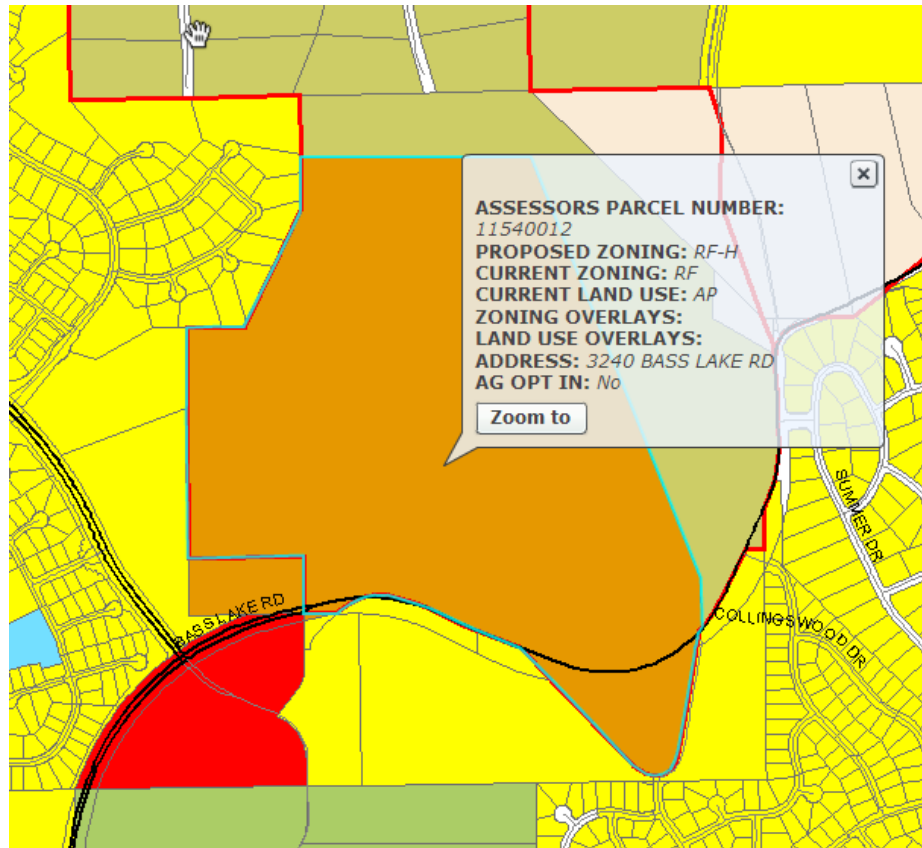 ×
ASSESSORS PARCEL NUMBER:
11540012
PROPOSED ZONING: RF-H
CURRENT ZONING: RF
CURRENT LAND USE: AP
ZONING OVERLAYS:
LAND USE OVERLAYS:
ADDRESS: 3240 BASS LAKE RD
AG OPT IN: No
Zoom to
SUMMER DR
BASS LAKE RD
COLLINGSWOOD DR